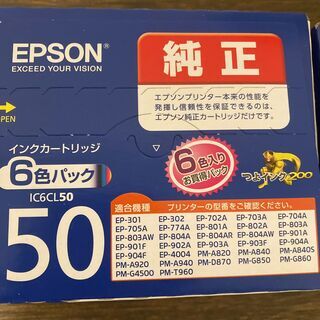 EPSON®
EXCEED YOUR VISION
純正
エプソンプリンター本来の性能を
発揮し信頼性を保証できるのは、
エプソン純正カートリッジだけです。
OPEN
インクカートリッジ
6色パック
IC6CL50
6色入り
お買得パック
つよインク200
50
適合機種 プリンターの型番をご確認ください。
EP-301 EP-302 EP-702A EP-703A EP-704A
EP-705A EP-774A EP-801A EP-802A EP-803A
EP-803AW EP-804A EP-804AR EP-804AW EP-901A
EP-901F EP-902A EP-903A EP-903F EP-904A
EP-904F EP-4004 PM-A820 PM-A840 PM-A840S
PM-A920 PM-A940 PM-D870 PM-G850 PM-G860
PM-G4500 PM-T960